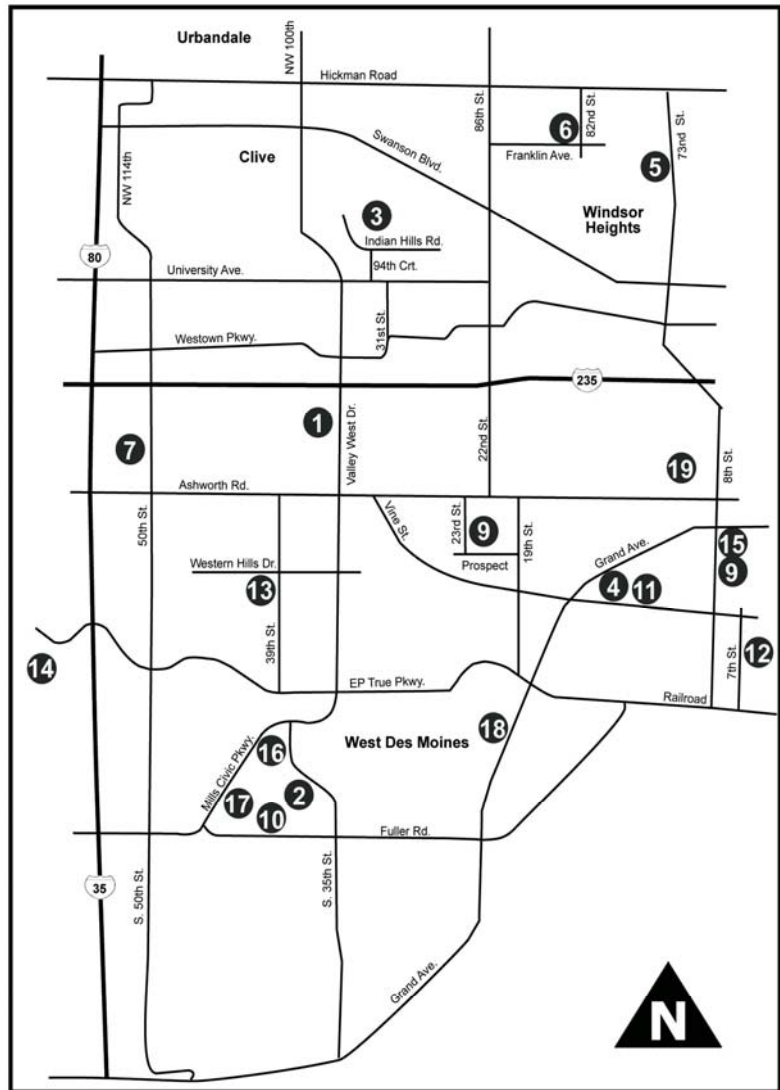 Urbandale
NW 100th
Hickman Road
86th St.
82nd St.
73nd St.
6
Franklin Ave.
Swanson Blvd.
NW 114th
Clive
5
3
Windsor
Heights
Indian Hills Rd.
94th Crt.
80
University Ave.
31st St.
Westown Pkwy.
235
1
Valley West Dr.
7
22nd St.
19
8th St.
Ashworth Rd.
50th St.
Vine St.
23rd St.
9
19th St.
Prospect
Grand Ave.
15
9
Western Hills Dr.
13
4
11
39th St.
14
7th St.
12
EP True Pkwy.
Railroad
18
West Des Moines
Mills Civic Pkwy.
16
2
17
10
Fuller Rd.
35
S. 50th St.
S. 35th St.
Grand Ave.
N